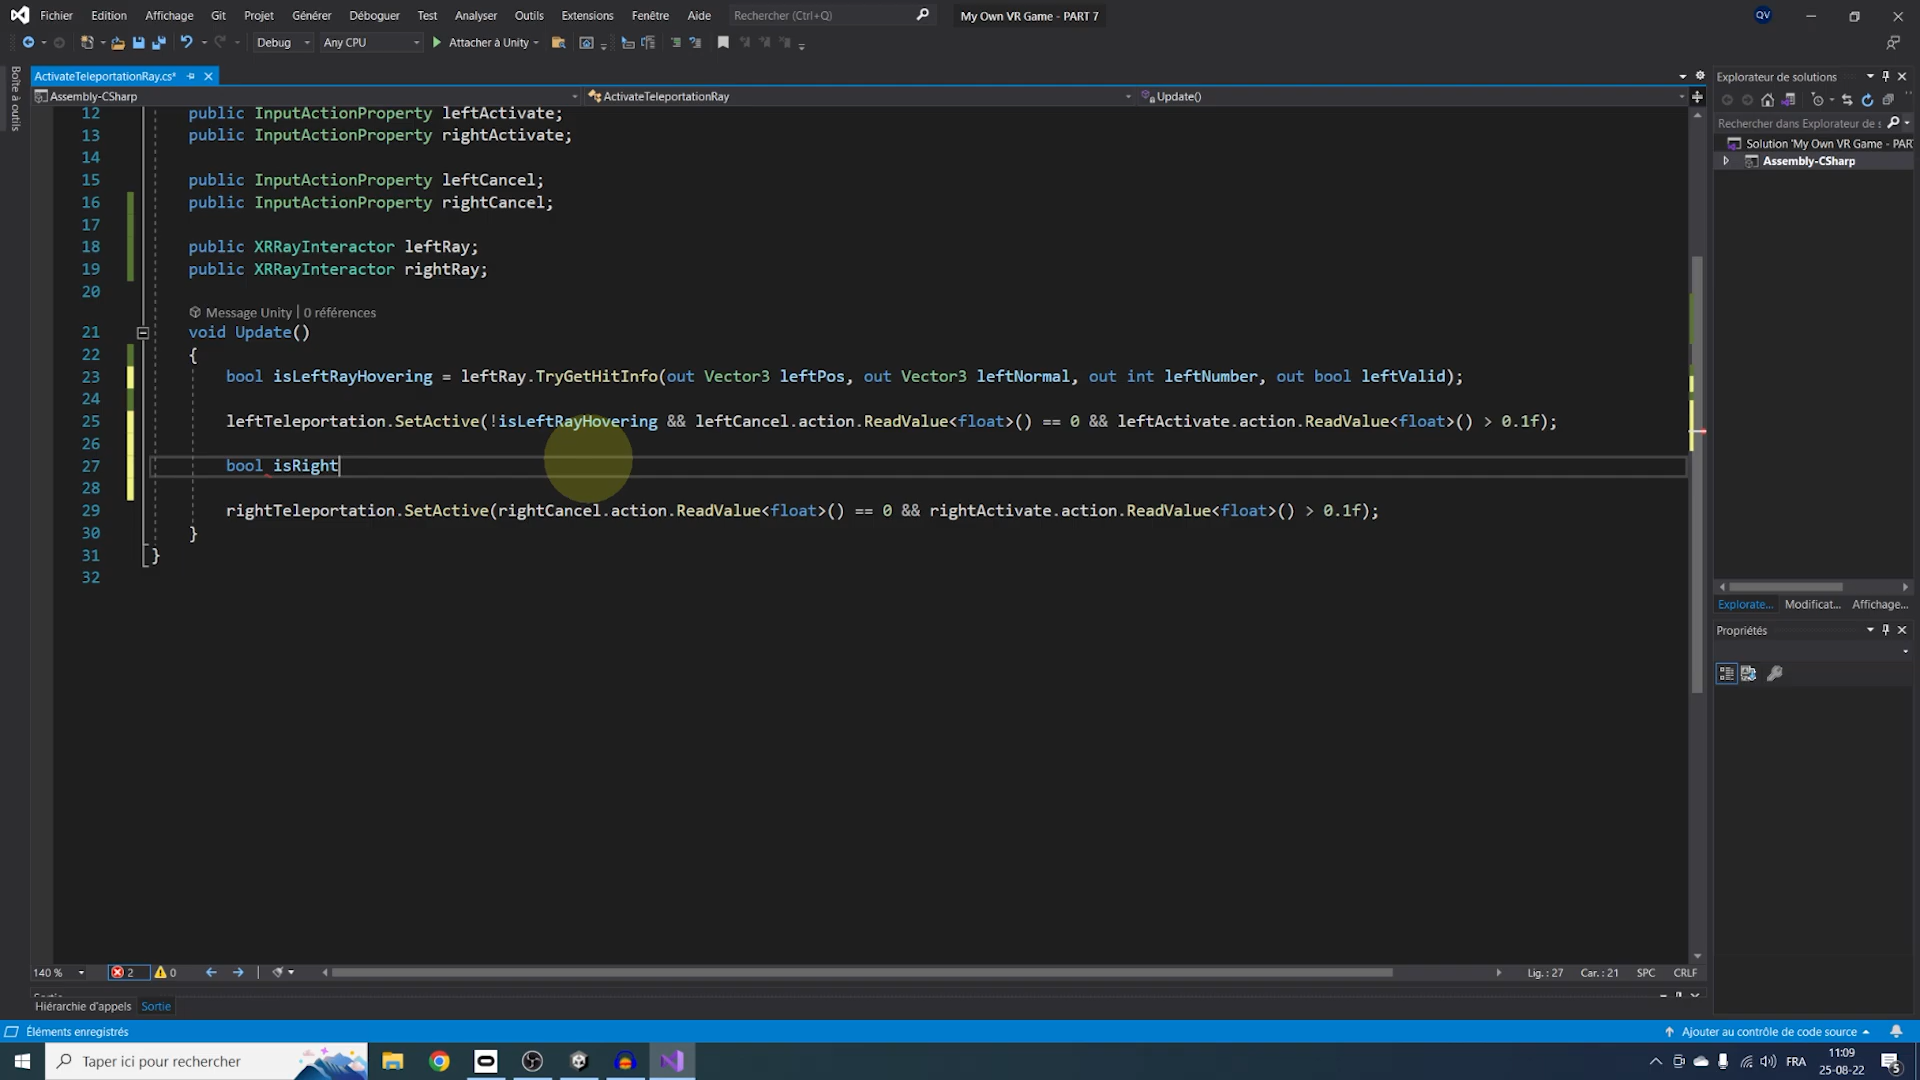 Fichier Edition Affichage Git Projet Générer Déboguer Test Analyser Outils Extensions Fenêtre Aide Rechercher (Ctrl+Q) My Own VR Game - PART 7 QV
Debug Any CPU Attacher à Unity
Boîte à outils
ActivateTeleportationRay.cs*
Assembly-CSharp ActivateTeleportationRay Update()
12 public InputActionProperty leftActivate;
13 public InputActionProperty rightActivate;
14
15 public InputActionProperty leftCancel;
16 public InputActionProperty rightCancel;
17
18 public XRRayInteractor leftRay;
19 public XRRayInteractor rightRay;
20
Message Unity | 0 références
21 void Update()
22 {
23 bool isLeftRayHovering = leftRay.TryGetHitInfo(out Vector3 leftPos, out Vector3 leftNormal, out int leftNumber, out bool leftValid);
24
25 leftTeleportation.SetActive(!isLeftRayHovering && leftCancel.action.ReadValue<float>() == 0 && leftActivate.action.ReadValue<float>() > 0.1f);
26
27 bool isRight
28
29 rightTeleportation.SetActive(rightCancel.action.ReadValue<float>() == 0 && rightActivate.action.ReadValue<float>() > 0.1f);
30 }
31 }
32
Explorateur de solutions
Rechercher dans Explorateur de s
Solution 'My Own VR Game - PAR
Assembly-CSharp
Explorate... Modificat... Affichage...
Propriétés
140 % 2 0 Lig. : 27 Car. : 21 SPC CRLF
Hiérarchie d'appels Sortie
Éléments enregistrés Ajouter au contrôle de code source
Taper ici pour rechercher FRA 11:09
25-08-22 5